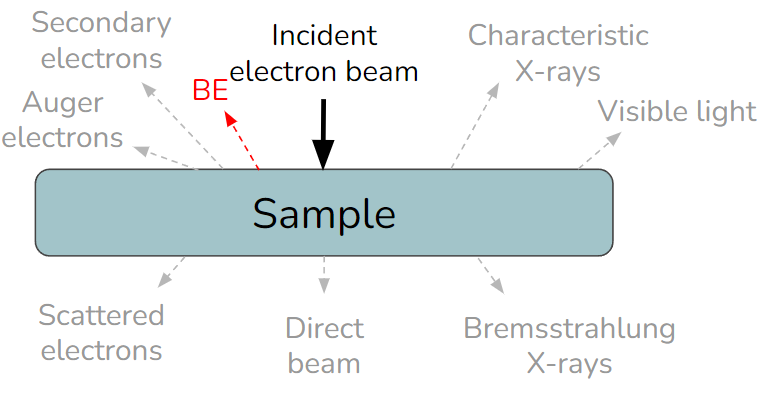 Secondary
electrons
Incident
electron beam
Characteristic
X-rays
BE
Auger
electrons
Visible light
Sample
Scattered
electrons
Direct
beam
Bremsstrahlung
X-rays